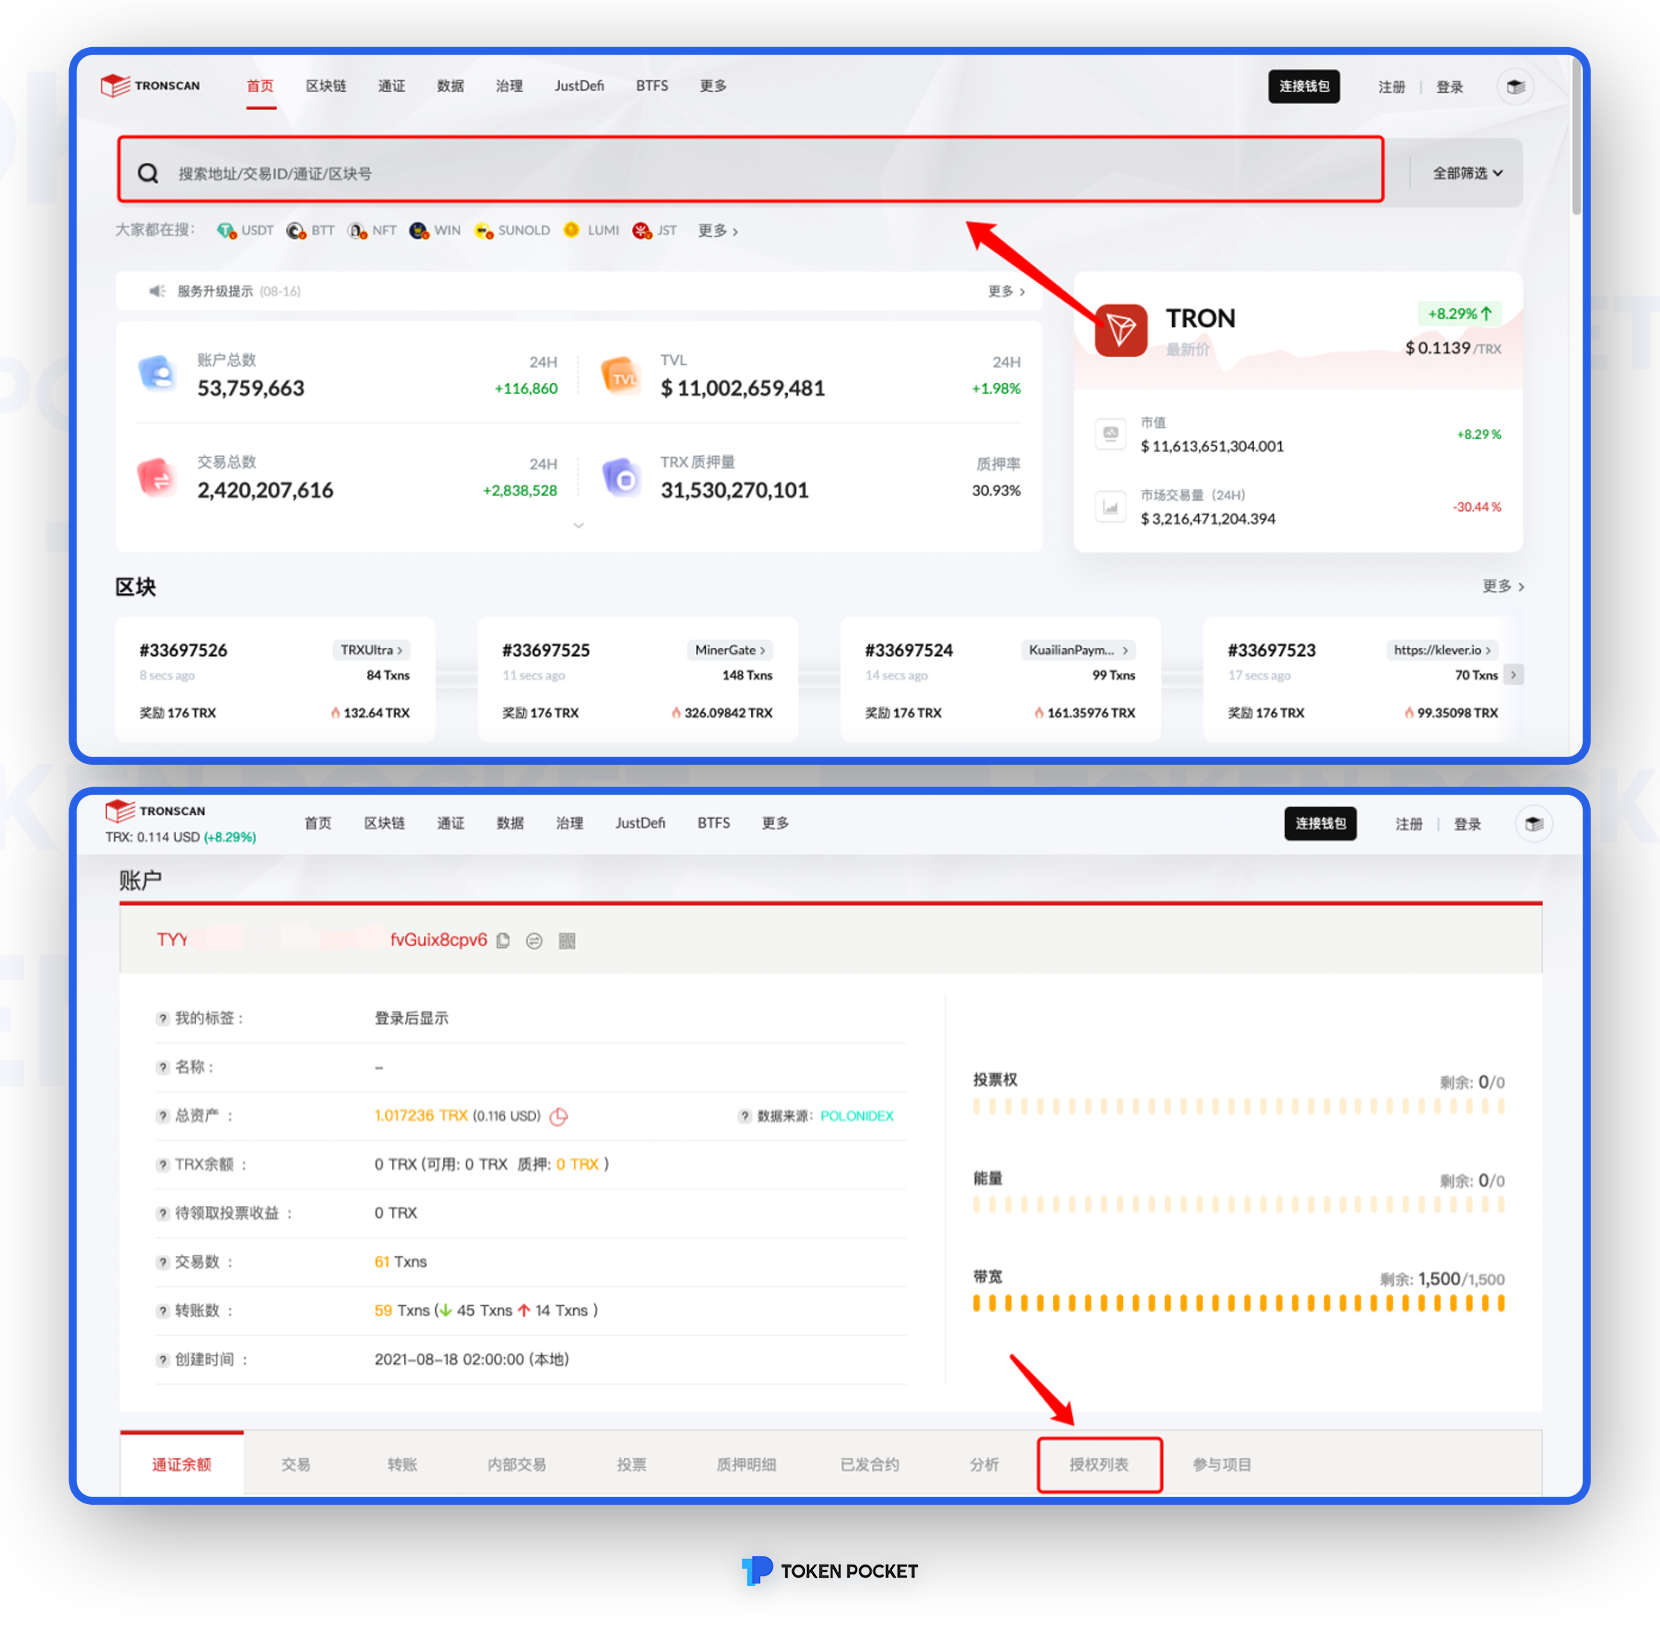 TRONSCAN 首页 区块链 通证 数据 治理 JustDefi BTFS 更多 连接钱包 注册 | 登录
搜索地址/交易ID/通证/区块号 全部筛选
大家都在搜: USDT BTT NFT WIN SUNOLD LUMI JST 更多 >
服务升级提示 (08-16) 更多 >
TRON +8.29%
最新价 $ 0.1139 /TRX
账户总数 24H
53,759,663 +116,860
TVL 24H
$ 11,002,659,481 +1.98%
交易总数 24H
2,420,207,616 +2,838,528
TRX 质押量 质押率
31,530,270,101 30.93%
市值
$ 11,613,651,304.001 +8.29 %
市场交易量 (24H)
$ 3,216,471,204.394 -30.44 %
区块 更多 >
#33697526 TRXUltra >
8 secs ago 84 Txns
奖励 176 TRX 132.64 TRX
#33697525 MinerGate >
11 secs ago 148 Txns
奖励 176 TRX 326.09842 TRX
#33697524 KuailianPaym... >
14 secs ago 99 Txns
奖励 176 TRX 161.35976 TRX
#33697523 https://klever.io >
17 secs ago 70 Txns
奖励 176 TRX 99.35098 TRX
TRONSCAN 首页 区块链 通证 数据 治理 JustDefi BTFS 更多 连接钱包 注册 | 登录
TRX: 0.114 USD (+8.29%)
账户
TYY fvGuix8cpv6
? 我的标签 : 登录后显示
? 名称 : –
? 总资产 : 1.017236 TRX (0.116 USD) ? 数据来源: POLONIDEX
? TRX余额 : 0 TRX (可用: 0 TRX 质押: 0 TRX )
? 待领取投票收益 : 0 TRX
? 交易数 : 61 Txns
? 转账数 : 59 Txns (↓ 45 Txns ↑ 14 Txns )
? 创建时间 : 2021-08-18 02:00:00 (本地)
投票权 剩余: 0/0
能量 剩余: 0/0
带宽 剩余: 1,500/1,500
通证余额 交易 转账 内部交易 投票 质押明细 已发合约 分析 授权列表 参与项目
TOKEN POCKET